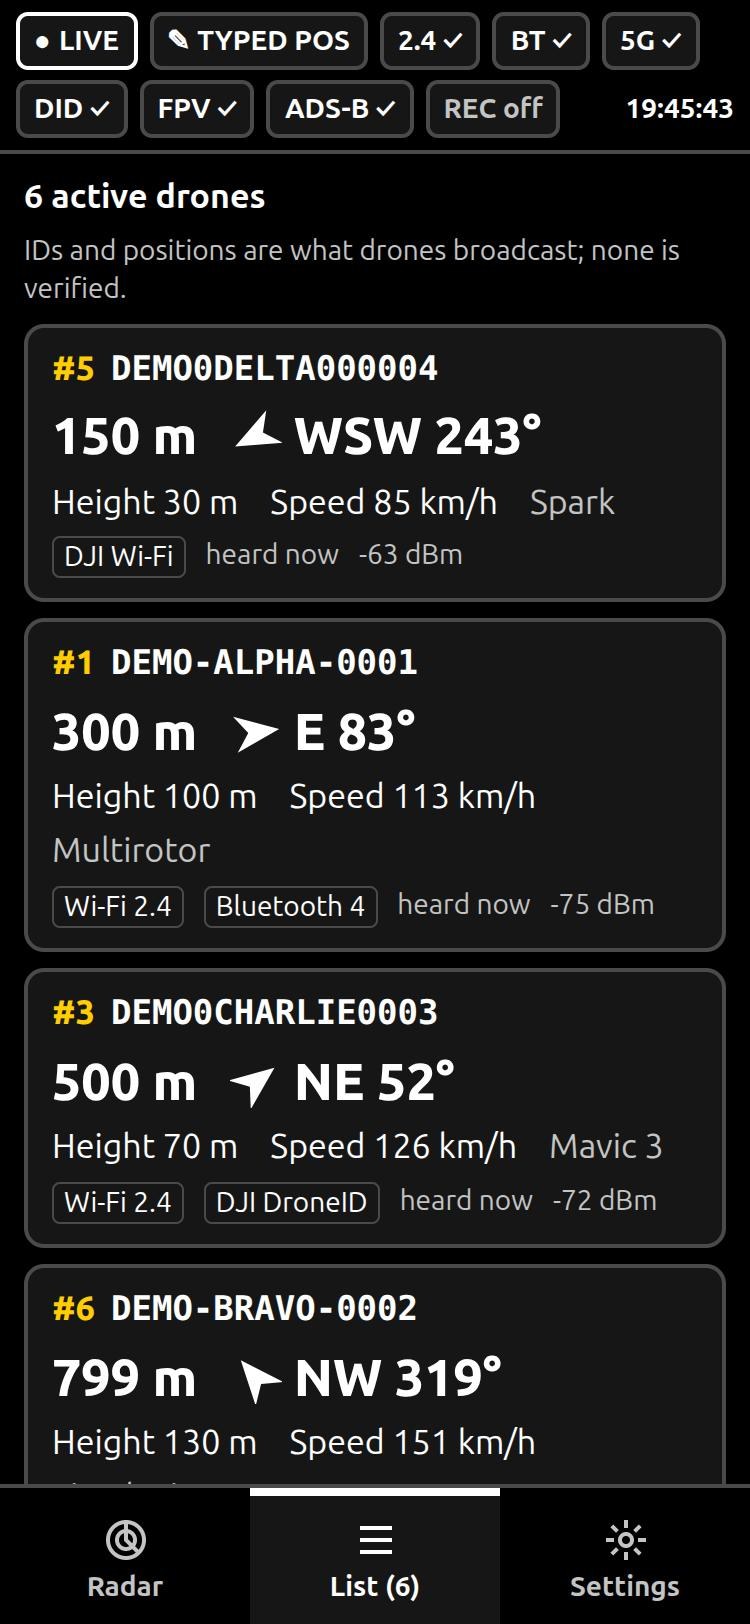 ● LIVE ✎ TYPED POS 2.4 ✓ BT ✓ 5G ✓
DID ✓ FPV ✓ ADS-B ✓ REC off 19:45:43
6 active drones
IDs and positions are what drones broadcast; none is
verified.
#5 DEMO0DELTA000004
150 m WSW 243°
Height 30 m Speed 85 km/h Spark
DJI Wi-Fi heard now -63 dBm
#1 DEMO-ALPHA-0001
300 m E 83°
Height 100 m Speed 113 km/h
Multirotor
Wi-Fi 2.4 Bluetooth 4 heard now -75 dBm
#3 DEMO0CHARLIE0003
500 m NE 52°
Height 70 m Speed 126 km/h Mavic 3
Wi-Fi 2.4 DJI DroneID heard now -72 dBm
#6 DEMO-BRAVO-0002
799 m NW 319°
Height 130 m Speed 151 km/h
Radar List (6) Settings